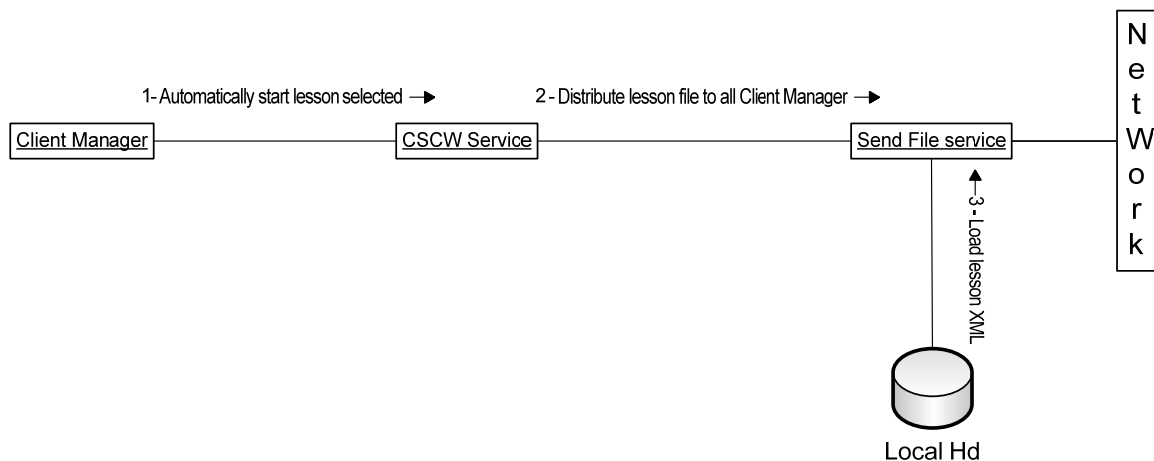 1- Automatically start lesson selected
2 - Distribute lesson file to all Client Manager
Client Manager
CSCW Service
Send File service
NetWork
3 - Load lesson XML
Local Hd